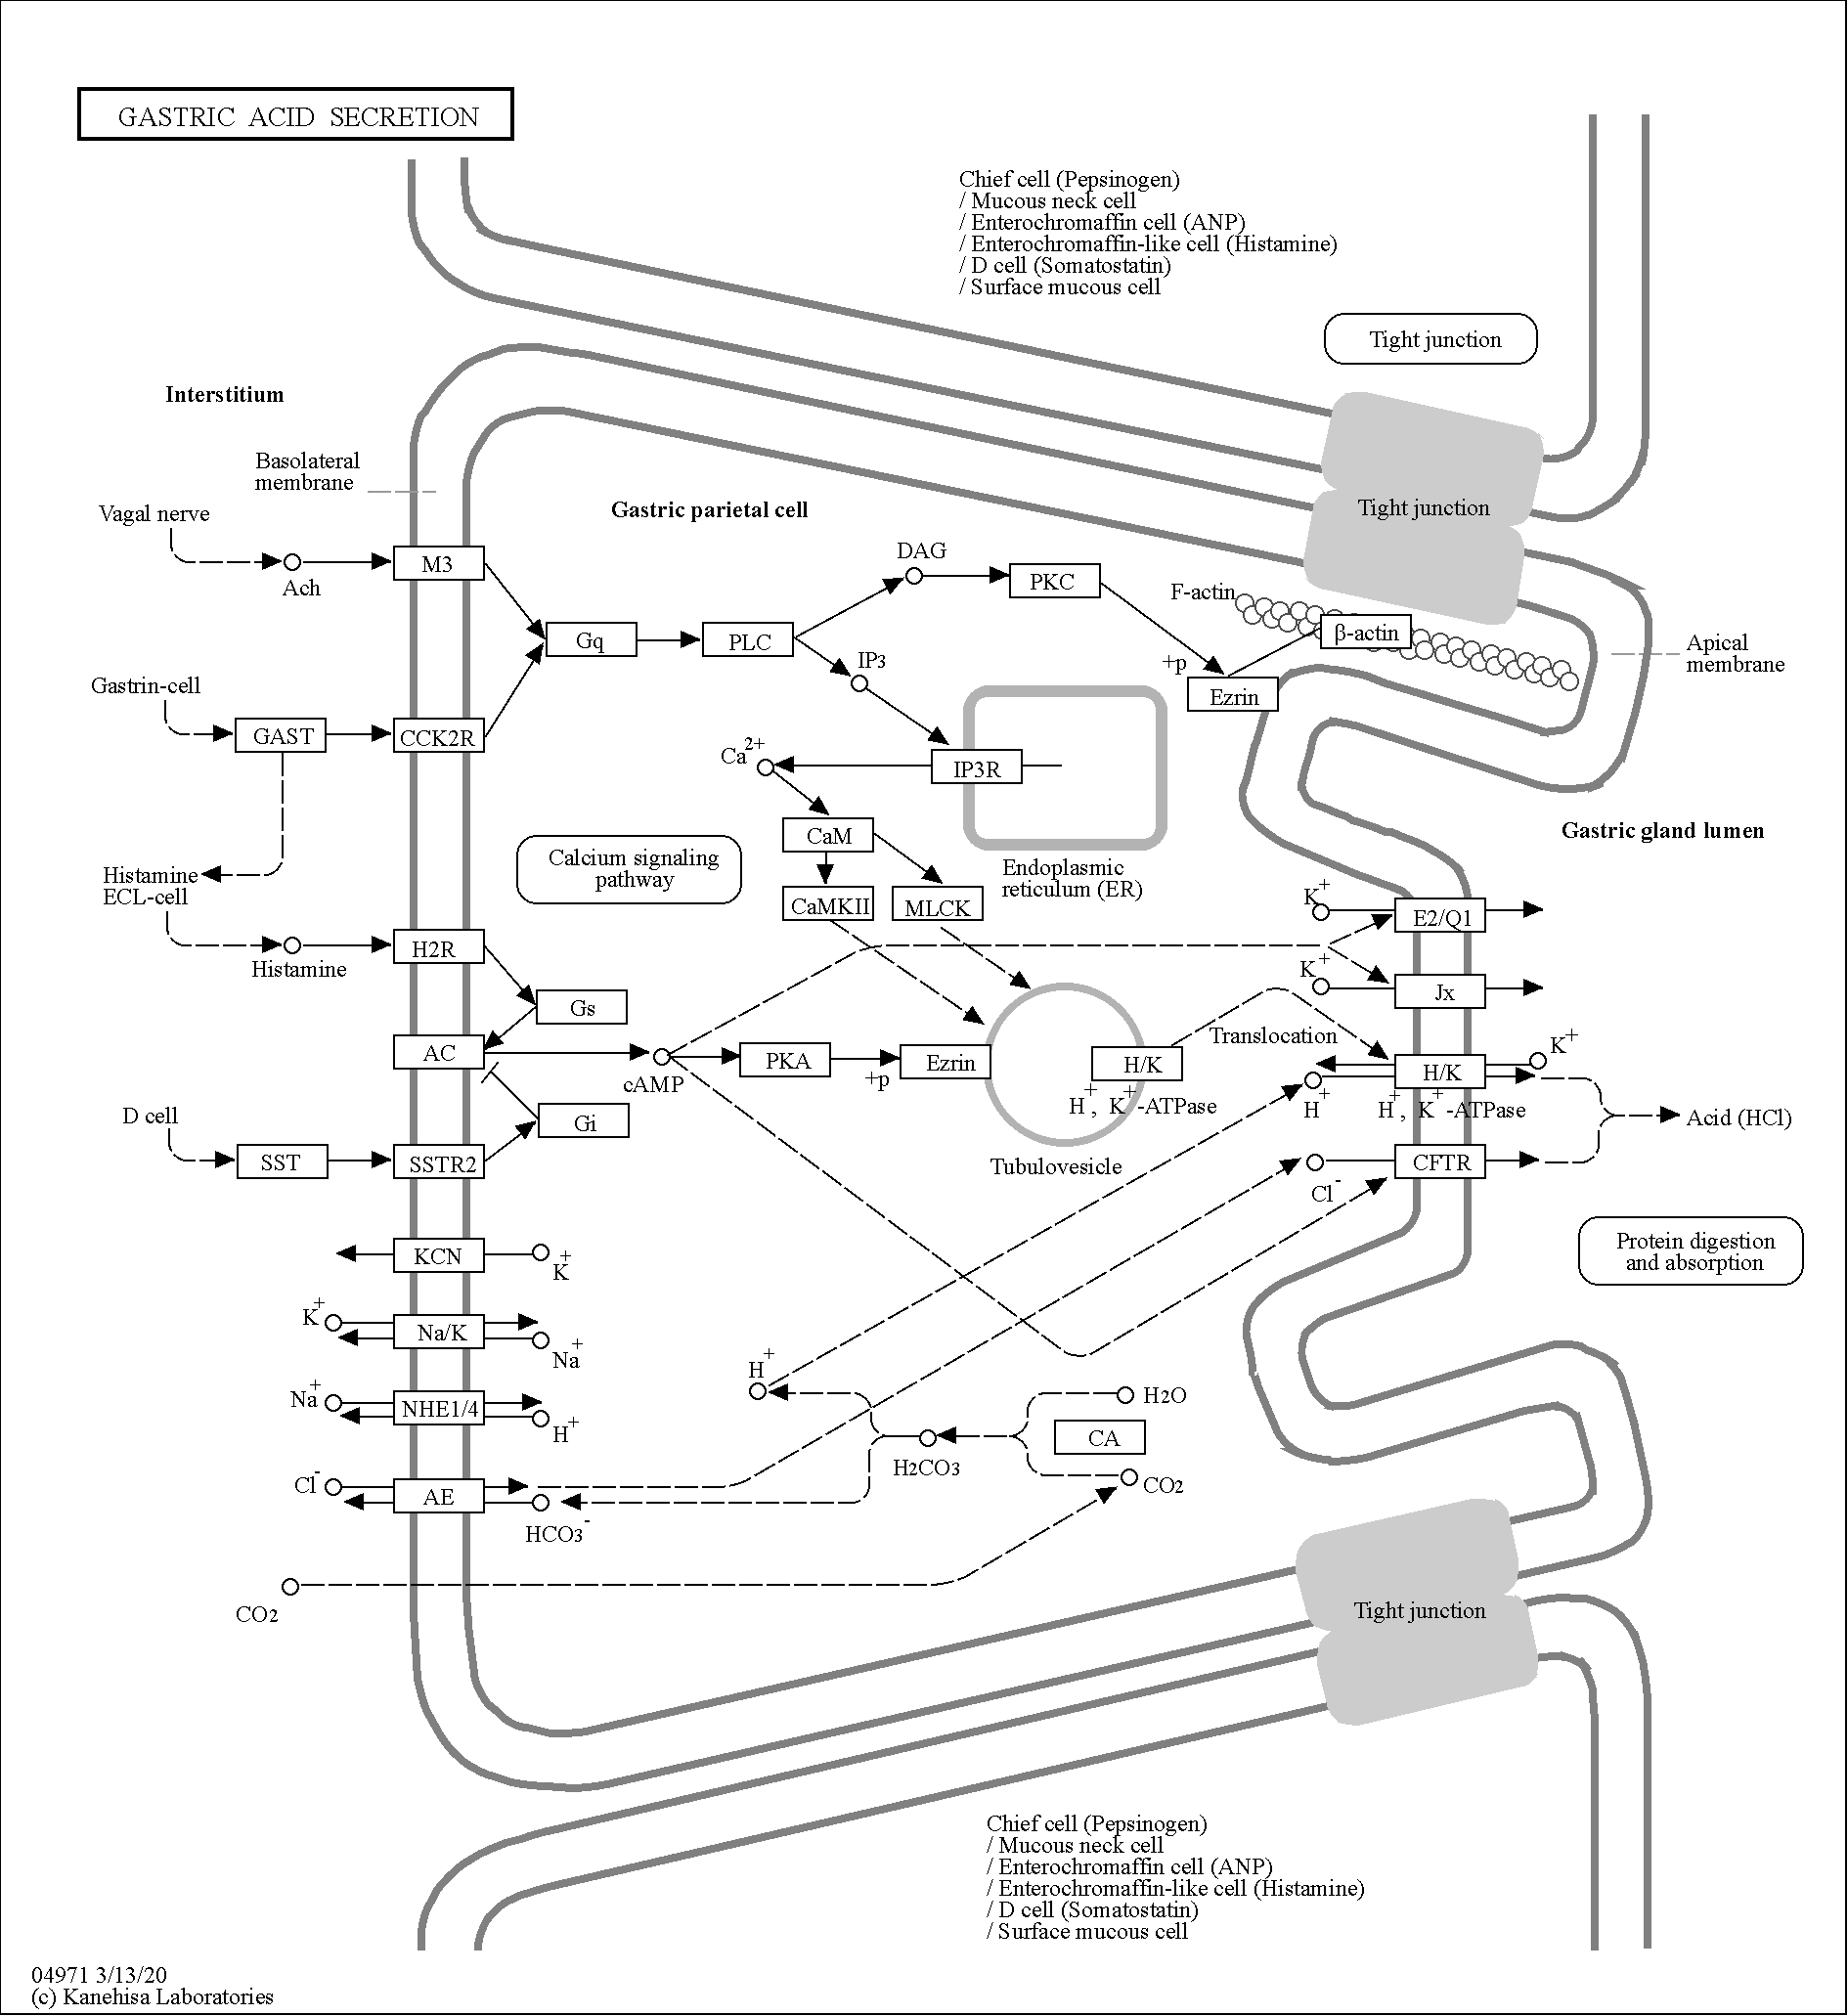 GASTRIC ACID SECRETION
Chief cell (Pepsinogen)
/ Mucous neck cell
/ Enterochromaffin cell (ANP)
/ Enterochromaffin-like cell (Histamine)
/ D cell (Somatostatin)
/ Surface mucous cell
Tight junction
Interstitium
Basolateral
membrane
Gastric parietal cell
Tight junction
Vagal nerve
Ach
M3
DAG
PKC
F-actin
β-actin
Gq
PLC
IP3
+p
Ezrin
Apical
membrane
Gastrin-cell
GAST
CCK2R
Ca2+
IP3R
CaM
Gastric gland lumen
Calcium signaling
pathway
Endoplasmic
reticulum (ER)
Histamine
ECL-cell
CaMKII
MLCK
K+
E2/Q1
H2R
Histamine
K+
Jx
Gs
Translocation
AC
cAMP
PKA
+p
Ezrin
H/K
H+, K+-ATPase
H/K
K+
H+
H+, K+-ATPase
Acid (HCl)
D cell
Gi
SST
SSTR2
Tubulovesicle
CFTR
Cl-
KCN
K+
Protein digestion
and absorption
K+
Na/K
Na+
Na+
NHE1/4
H+
H+
H2O
CA
H2CO3
CO2
Cl-
AE
HCO3-
CO2
Tight junction
Chief cell (Pepsinogen)
/ Mucous neck cell
/ Enterochromaffin cell (ANP)
/ Enterochromaffin-like cell (Histamine)
/ D cell (Somatostatin)
/ Surface mucous cell
04971 3/13/20
(c) Kanehisa Laboratories